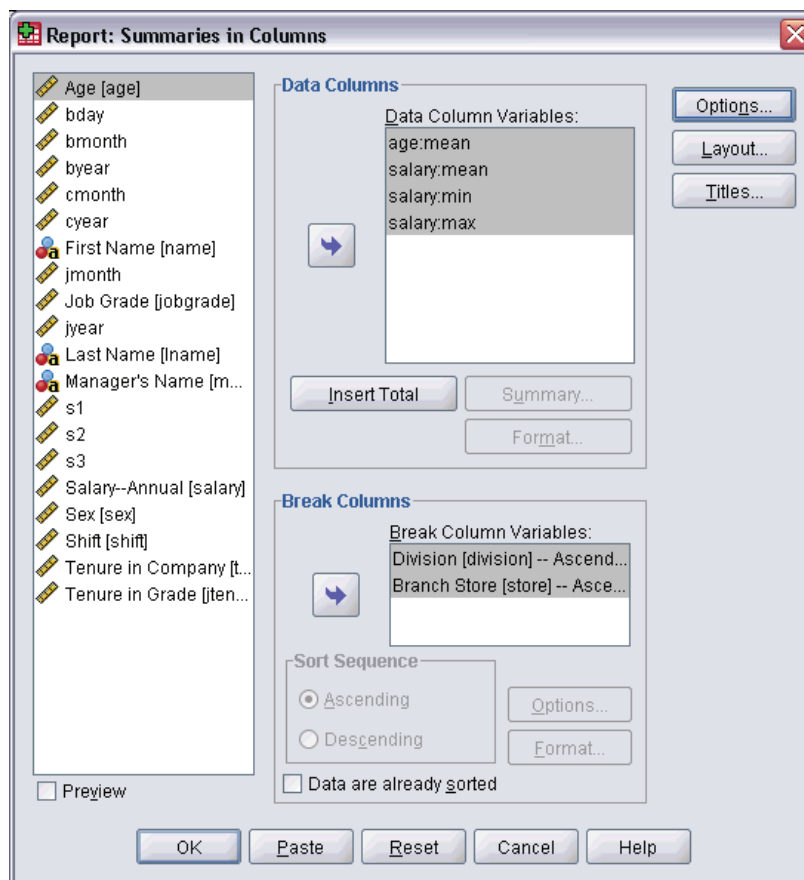 Report: Summaries in Columns
Age [age]
bday
bmonth
byear
cmonth
cyear
First Name [name]
jmonth
Job Grade [jobgrade]
jyear
Last Name [lname]
Manager's Name [m...
s1
s2
s3
Salary--Annual [salary]
Sex [sex]
Shift [shift]
Tenure in Company [t...
Tenure in Grade [jten...
Preview
Data Columns
Data Column Variables:
age:mean
salary:mean
salary:min
salary:max
Insert Total
Summary...
Format...
Break Columns
Break Column Variables:
Division [division] -- Ascend...
Branch Store [store] -- Asce...
Sort Sequence
Ascending
Descending
Options...
Format...
Data are already sorted
Options...
Layout...
Titles...
OK
Paste
Reset
Cancel
Help